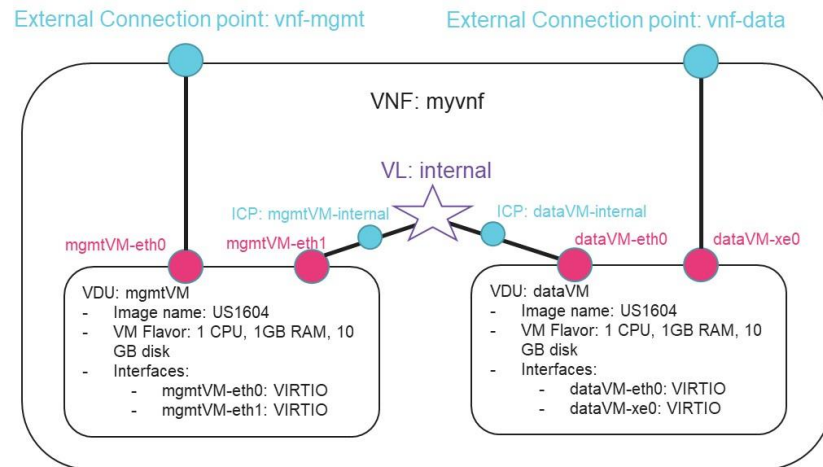 External Connection point: vnf-mgmt
External Connection point: vnf-data
VNF: myvnf
VL: internal
ICP: mgmtVM-internal
ICP: dataVM-internal
mgmtVM-eth0
mgmtVM-eth1
dataVM-eth0
dataVM-xe0
VDU: mgmtVM
- Image name: US1604
- VM Flavor: 1 CPU, 1GB RAM, 10
GB disk
- Interfaces:
- mgmtVM-eth0: VIRTIO
- mgmtVM-eth1: VIRTIO
VDU: dataVM
- Image name: US1604
- VM Flavor: 1 CPU, 1GB RAM, 10
GB disk
- Interfaces:
- dataVM-eth0: VIRTIO
- dataVM-xe0: VIRTIO